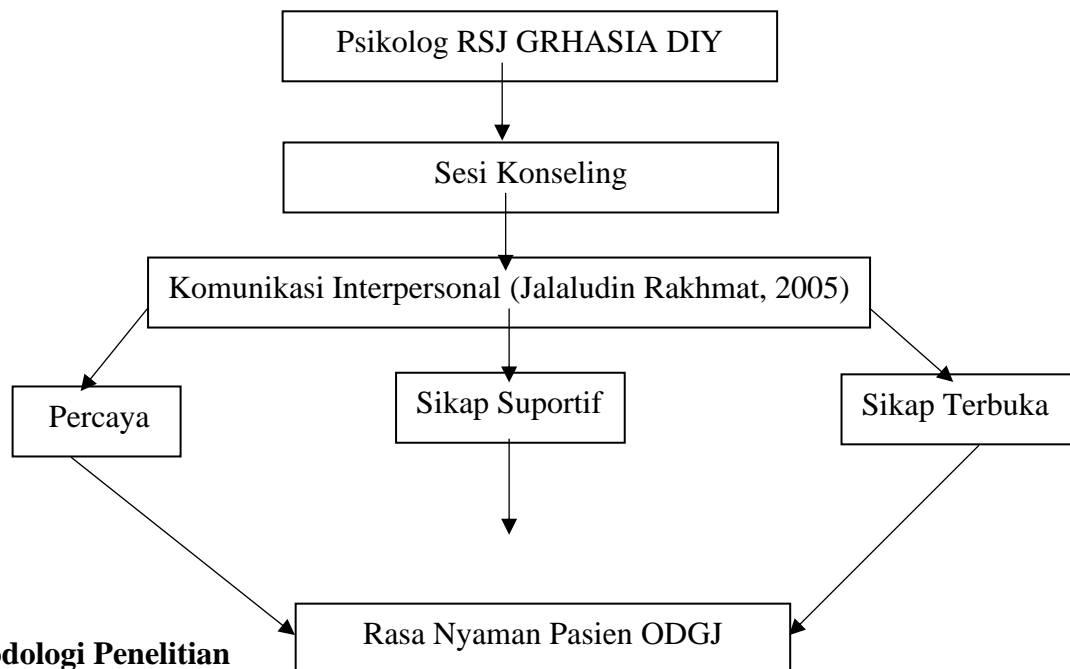 Psikolog RSJ GRHASIA DIY
Sesi Konseling
Komunikasi Interpersonal (Jalaludin Rakhmat, 2005)
Percaya
Sikap Suportif
Sikap Terbuka
Rasa Nyaman Pasien ODGJ
odologi Penelitian